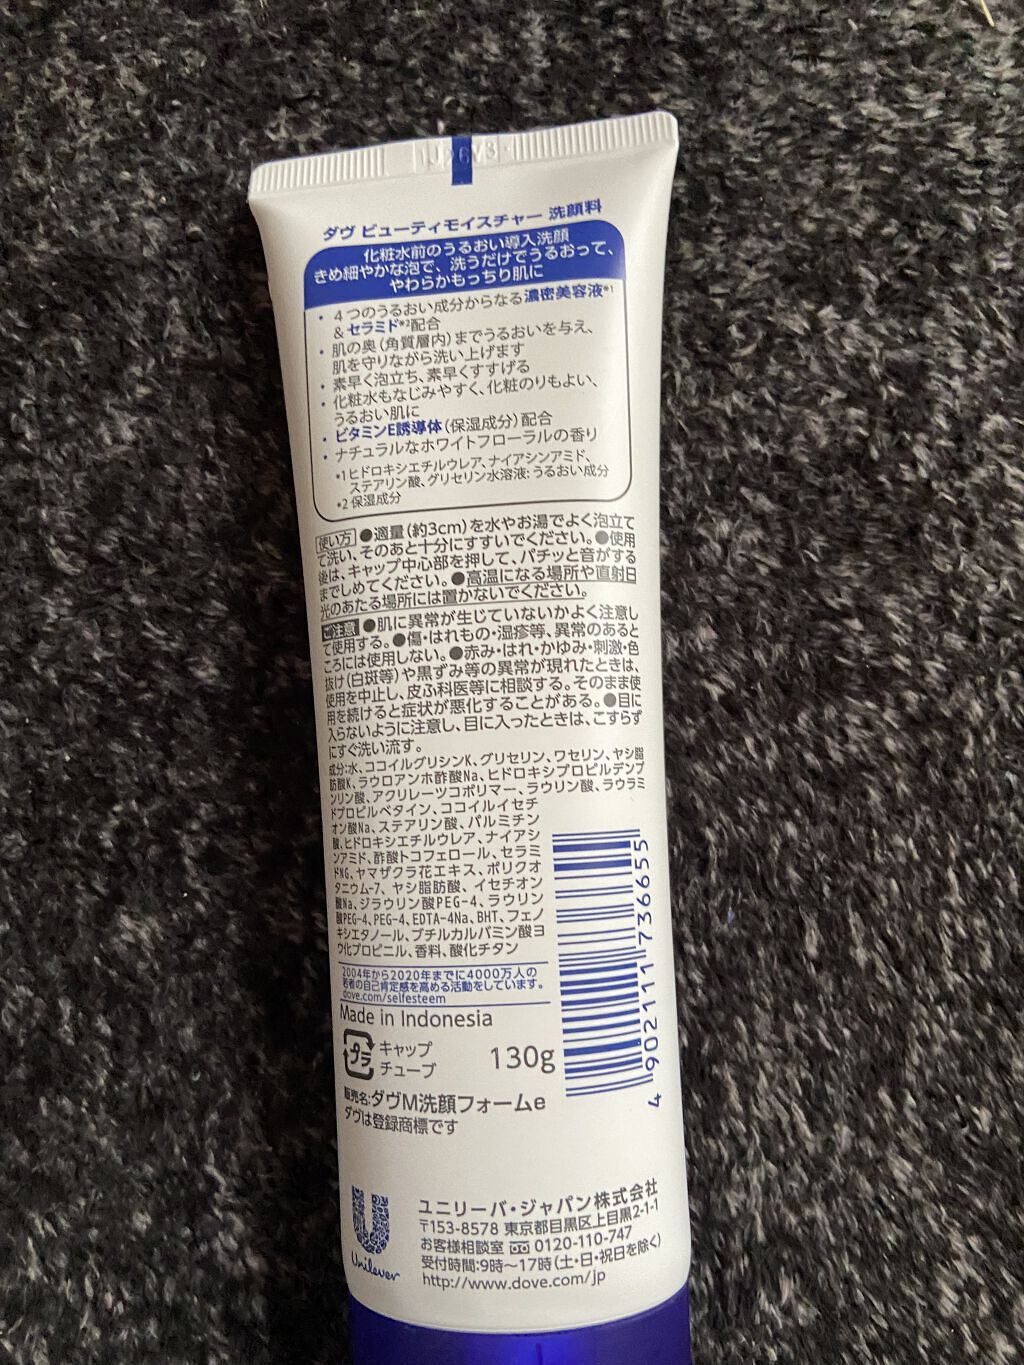 ダヴ ビューティモイスチャー 洗顔料
化粧水前のうるおい導入洗顔
きめ細やかな泡で、洗うだけでうるおって、
やわらかもっちり肌に
・4つのうるおい成分からなる濃密美容液*1
&セラミド*2配合
・肌の奥(角質層内)までうるおいを与え、
肌を守りながら洗い上げます
・素早く泡立ち、素早くすすげる
・化粧水もなじみやすく、化粧のりもよい、
うるおい肌に
・ビタミンE誘導体(保湿成分)配合
・ナチュラルなホワイトフローラルの香り
*1ヒドロキシエチルウレア、ナイアシンアミド、
ステアリン酸、グリセリン水溶液:うるおい成分
*2 保湿成分
使い方 ●適量(約3cm)を水やお湯でよく泡立て
て洗い、そのあと十分にすすいでください。●使用
後は、キャップ中心部を押して、パチッと音がする
までしめてください。●高温になる場所や直射日
光のあたる場所には置かないでください。
ご注意 ●肌に異常が生じていないかよく注意し
て使用する。●傷・はれもの・湿疹等、異常のあると
ころには使用しない。●赤み・はれ・かゆみ・刺激・色
抜け(白斑等)や黒ずみ等の異常が現れたときは、
使用を中止し、皮ふ科医等に相談する。そのまま使
用を続けると症状が悪化することがある。●目に
入らないように注意し、目に入ったときは、こすらず
にすぐ洗い流す。
成分:水、ココイルグリシンK、グリセリン、ワセリン、ヤシ脂
肪酸K、ラウロアンホ酢酸Na、ヒドロキシプロピルデンプ
ンリン酸、アクリレーツコポリマー、ラウリン酸、ラウラミ
ドプロピルベタイン、ココイルイセチ
オン酸Na、ステアリン酸、パルミチン
酸、ヒドロキシエチルウレア、ナイアシ
ンアミド、酢酸トコフェロール、セラミ
ドNG、ヤマザクラ花エキス、ポリクオ
タニウム-7、ヤシ脂肪酸、イセチオン
酸Na、ジラウリン酸PEG-4、ラウリン
酸PEG-4、PEG-4、EDTA-4Na、BHT、フェノ
キシエタノール、ブチルカルバミン酸ヨ
ウ化プロピニル、香料、酸化チタン
2004年から2020年までに4000万人の
若者の自己肯定感を高める活動をしています。
dove.com/selfesteem
Made in Indonesia
プラ キャップ
チューブ
130g
4 902111 736655
販売名:ダヴM洗顔フォームe
ダヴは登録商標です
Unilever
ユニリーバ・ジャパン株式会社
〒153-8578 東京都目黒区上目黒2-1-1
お客様相談室 0120-110-747
受付時間:9時～17時(土・日・祝日を除く)
http://www.dove.com/jp